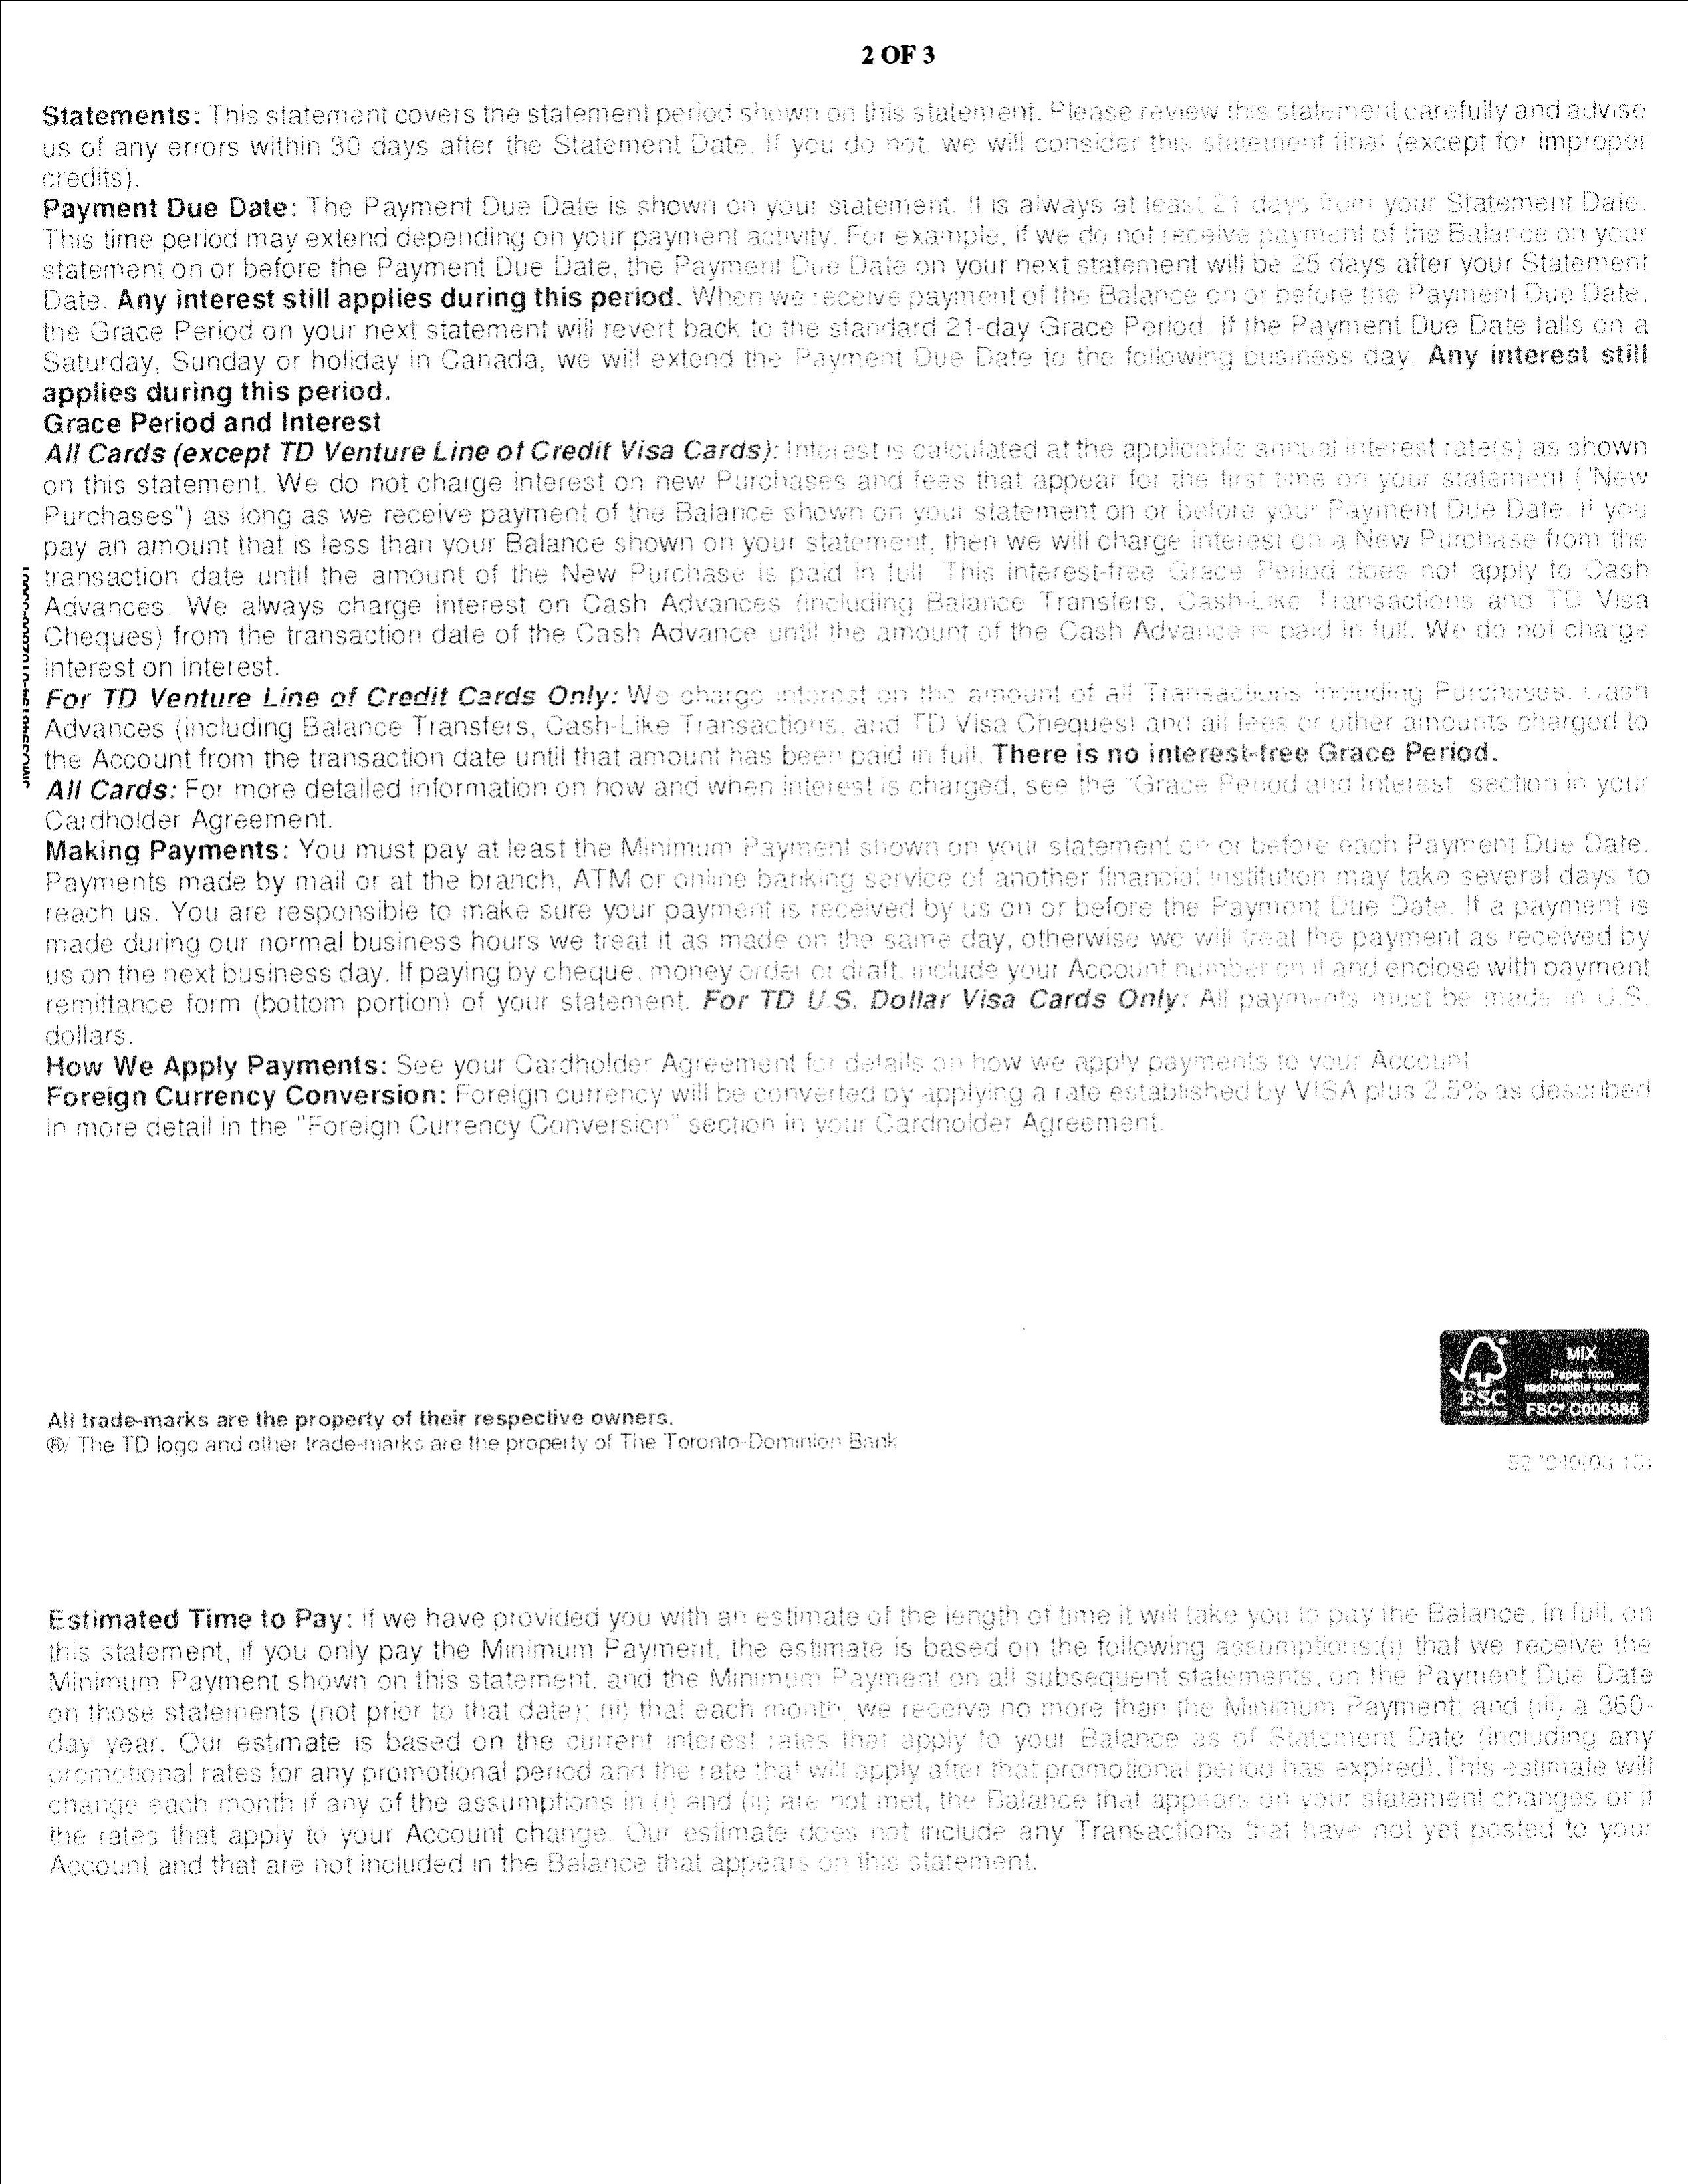 2 OF 3
Statements: This statement covers the statement period shown on this statement. Please review this statement carefully and advise
us of any errors within 30 days after the Statement Date. If you do not, we will consider this statement final (except for improper
credits).
Payment Due Date: The Payment Due Date is shown on your statement. It is always at least 21 days from your Statement Date.
This time period may extend depending on your payment activity. For example, if we do not receive payment of the Balance on your
statement on or before the Payment Due Date, the Payment Due Date on your next statement will be 25 days after your Statement
Date. Any interest still applies during this period. When we receive payment of the Balance on or before the Payment Due Date,
the Grace Period on your next statement will revert back to the standard 21-day Grace Period. If the Payment Due Date falls on a
Saturday, Sunday or holiday in Canada, we will extend the Payment Due Date to the following business day. Any interest still
applies during this period.
Grace Period and Interest
All Cards (except TD Venture Line of Credit Visa Cards): Interest is calculated at the applicable annual interest rate(s) as shown
on this statement. We do not charge interest on new Purchases and fees that appear for the first time on your statement ("New
Purchases") as long as we receive payment of the Balance shown on your statement on or before your Payment Due Date. If you
pay an amount that is less than your Balance shown on your statement, then we will charge interest on a New Purchase from the
transaction date until the amount of the New Purchase is paid in full. This interest-free Grace Period does not apply to Cash
Advances. We always charge interest on Cash Advances (including Balance Transfers, Cash-Like Transactions and TD Visa
Cheques) from the transaction date of the Cash Advance until the amount of the Cash Advance is paid in full. We do not charge
interest on interest.
For TD Venture Line of Credit Cards Only: We charge interest on the amount of all Transactions including Purchases, Cash
Advances (including Balance Transfers, Cash-Like Transactions, and TD Visa Cheques) and all fees or other amounts charged to
the Account from the transaction date until that amount has been paid in full. There is no interest-free Grace Period.
All Cards: For more detailed information on how and when interest is charged, see the "Grace Period and Interest" section in your
Cardholder Agreement.
Making Payments: You must pay at least the Minimum Payment shown on your statement on or before each Payment Due Date.
Payments made by mail or at the branch, ATM or online banking service of another financial institution may take several days to
reach us. You are responsible to make sure your payment is received by us on or before the Payment Due Date. If a payment is
made during our normal business hours we treat it as made on the same day, otherwise we will treat the payment as received by
us on the next business day. If paying by cheque, money order or draft, include your Account number on it and enclose with payment
remittance form (bottom portion) of your statement. For TD U.S. Dollar Visa Cards Only: All payments must be made in U.S.
dollars.
How We Apply Payments: See your Cardholder Agreement for details on how we apply payments to your Account
Foreign Currency Conversion: Foreign currency will be converted by applying a rate established by VISA plus 2.5% as described
in more detail in the "Foreign Currency Conversion" section in your Cardholder Agreement.
MIX
Paper from
responsible sources
FSC
FSC® C006385
All trade-marks are the property of their respective owners.
® The TD logo and other trade-marks are the property of The Toronto-Dominion Bank
Estimated Time to Pay: If we have provided you with an estimate of the length of time it will take you to pay the Balance, in full, on
this statement, if you only pay the Minimum Payment, the estimate is based on the following assumptions:(i) that we receive the
Minimum Payment shown on this statement, and the Minimum Payment on all subsequent statements, on the Payment Due Date
on those statements (not prior to that date); (ii) that each month, we receive no more than the Minimum Payment; and (iii) a 360-
day year. Our estimate is based on the current interest rates that apply to your Balance as of Statement Date (including any
promotional rates for any promotional period and the rate that will apply after that promotional period has expired). This estimate will
change each month if any of the assumptions in (i) and (ii) are not met, the Balance that appears on your statement changes or if
the rates that apply to your Account change. Our estimate does not include any Transactions that have not yet posted to your
Account and that are not included in the Balance that appears on this statement.